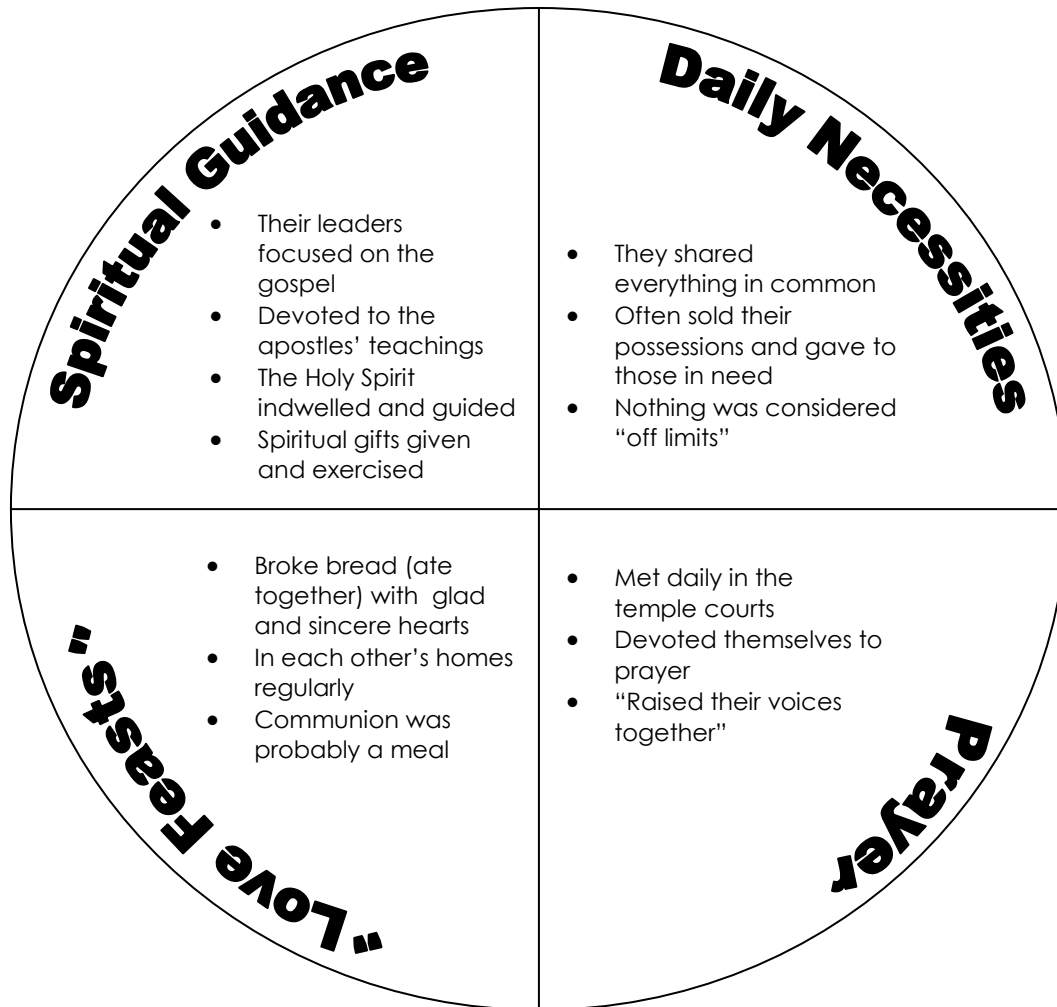 Spiritual Guidance
• Their leaders
focused on the
gospel
• Devoted to the
apostles’ teachings
• The Holy Spirit
indwelled and guided
• Spiritual gifts given
and exercised
Daily Necessities
• They shared
everything in common
• Often sold their
possessions and gave to
those in need
• Nothing was considered
“off limits”
• Broke bread (ate
together) with  glad
and sincere hearts
• In each other’s homes
regularly
• Communion was
probably a meal
"Love Feasts"
• Met daily in the
temple courts
• Devoted themselves to
prayer
• “Raised their voices
together”
Prayer